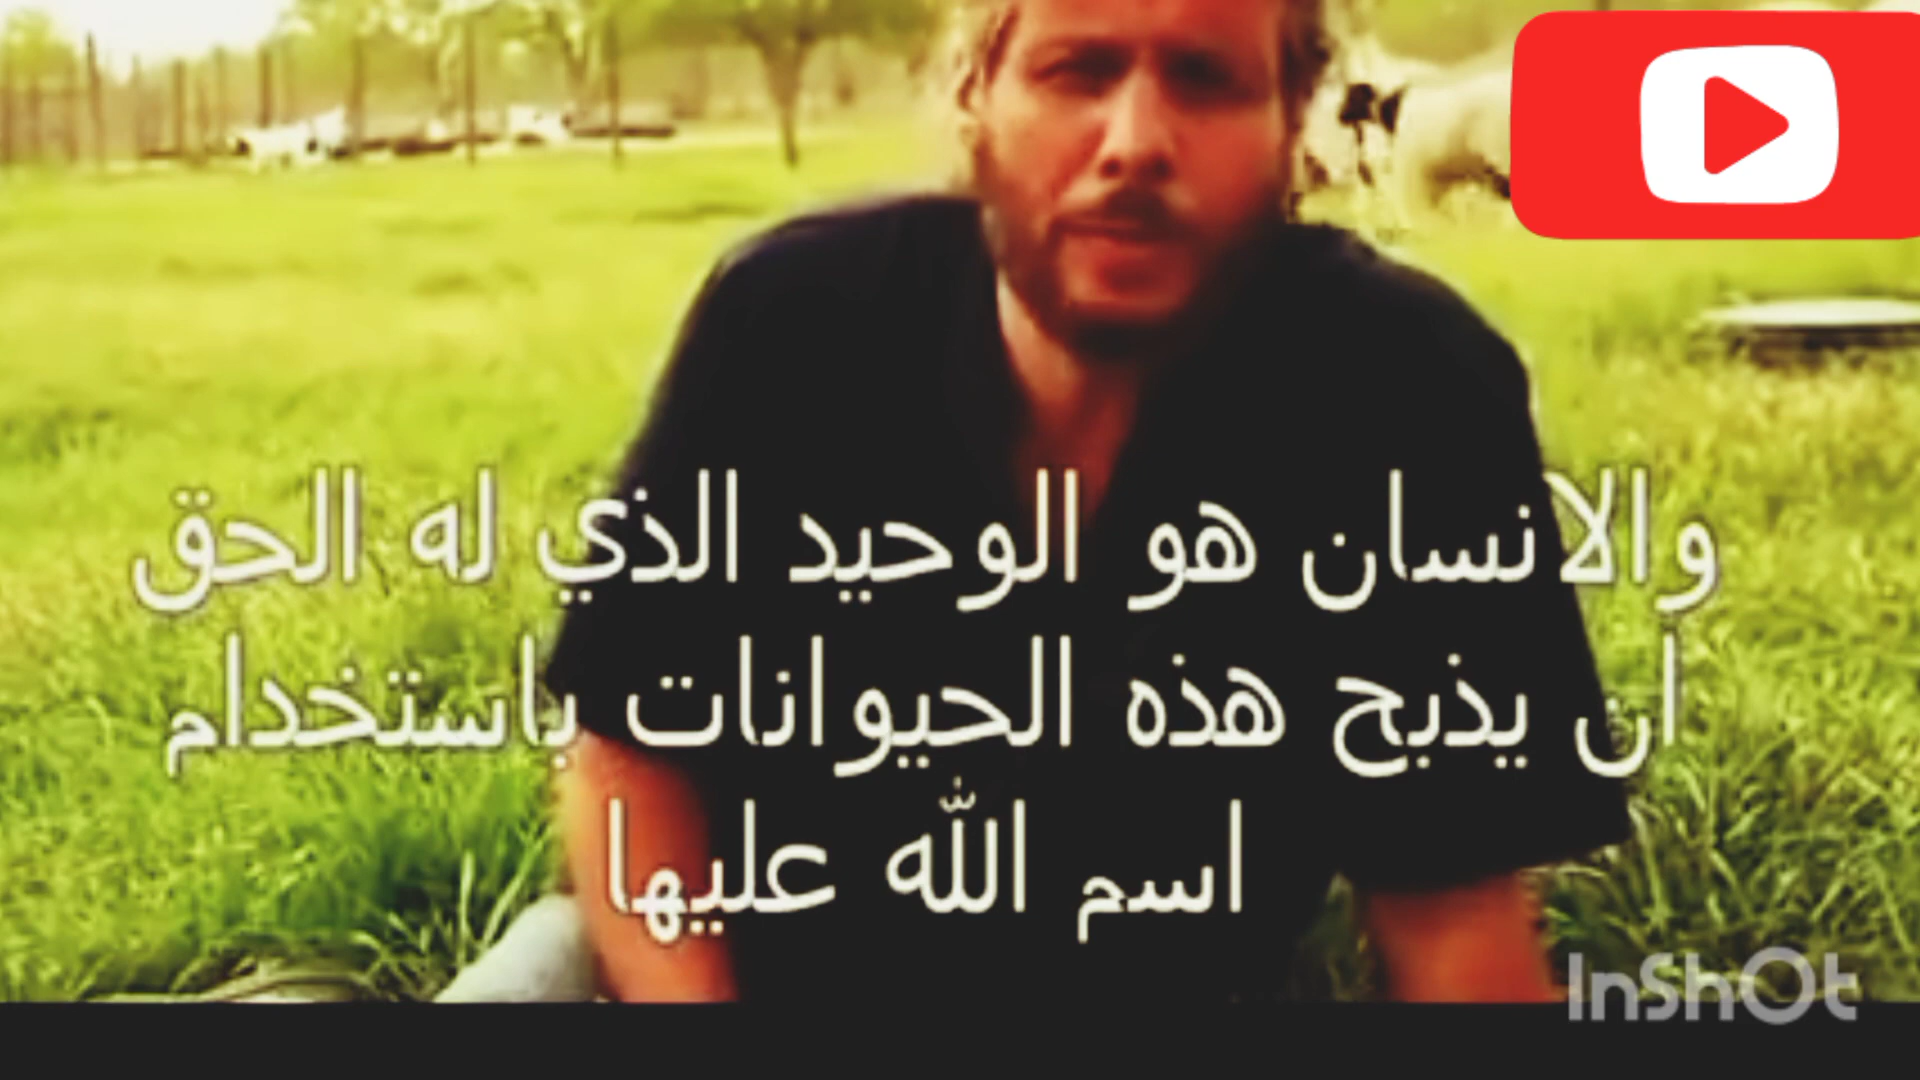 والانسان هو الوحيد الذي له الحق
ان يذبح هذه الحيوانات باستخدام
اسم الله عليها
InShOt